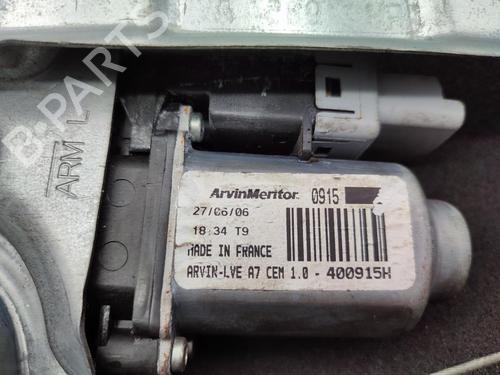 B-PARTS
ARM L
ArvinMeritor 0915
27/06/06
18:34 T9
MADE IN FRANCE
ARVIN-LVE A7 CEM 1.0 - 400915H